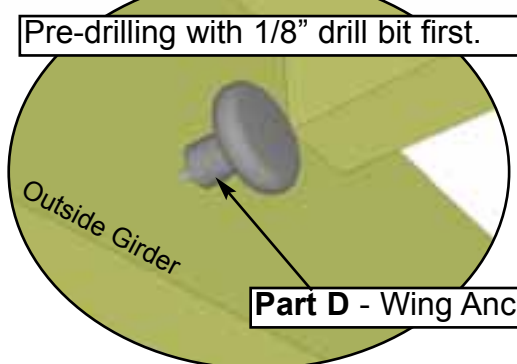 Pre-drilling with 1/8” drill bit first.
Outside Girder
Part D - Wing Anc